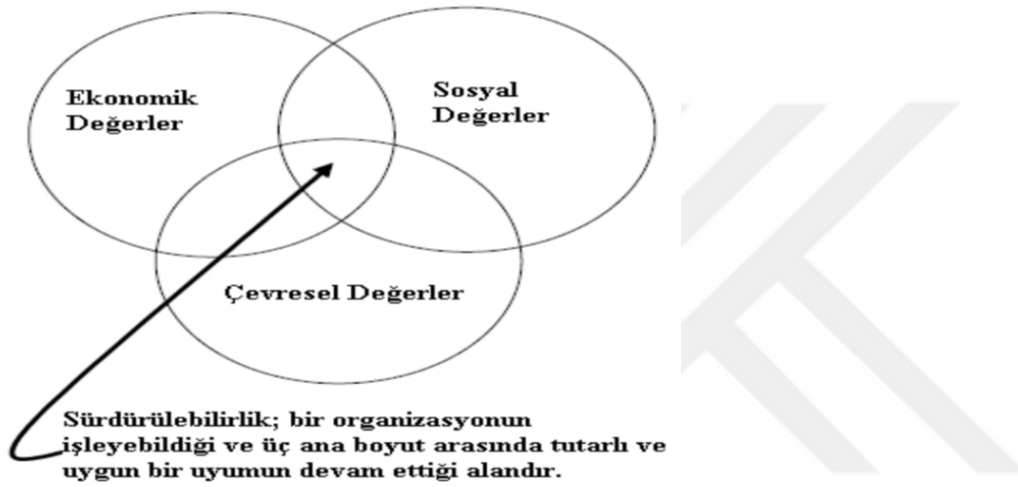 Ekonomik
Değerler
Sosyal
Değerler
Çevresel Değerler
Sürdürülebilirlik; bir organizasyonun
işleyebildiği ve üç ana boyut arasında tutarlı ve
uygun bir uyumun devam ettiği alandır.